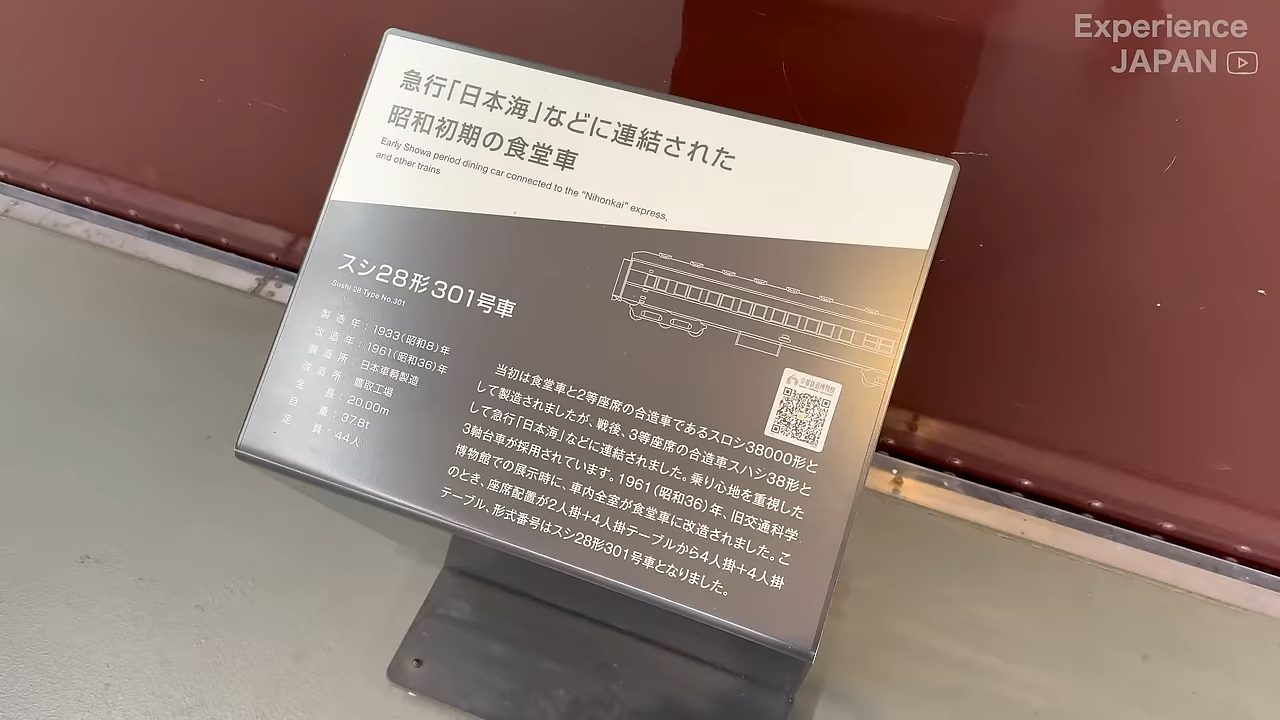 Experience
JAPAN
急行「日本海」などに連結された
昭和初期の食堂車
Early Showa period dining car connected to the "Nihonkai" express,
and other trains
スシ28形301号車
Sushi 28 Type No.301
製造年：1933(昭和8)年
改造年：1961(昭和36)年
製造所：日本車輌製造
改造所：鷹取工場
全長：20.00m
自重：37.8t
定員：44人
京都鉄道博物館
当初は食堂車と2等座席の合造車であるスロシ38000形と
して製造されましたが、戦後、3等座席の合造車スハシ38形と
して急行「日本海」などに連結されました。乗り心地を重視した
3軸台車が採用されています。1961(昭和36)年、旧交通科学
博物館での展示時に、車内全室が食堂車に改造されました。こ
のとき、座席配置が2人掛+4人掛テーブルから4人掛+4人掛
テーブル、形式番号はスシ28形301号車となりました。